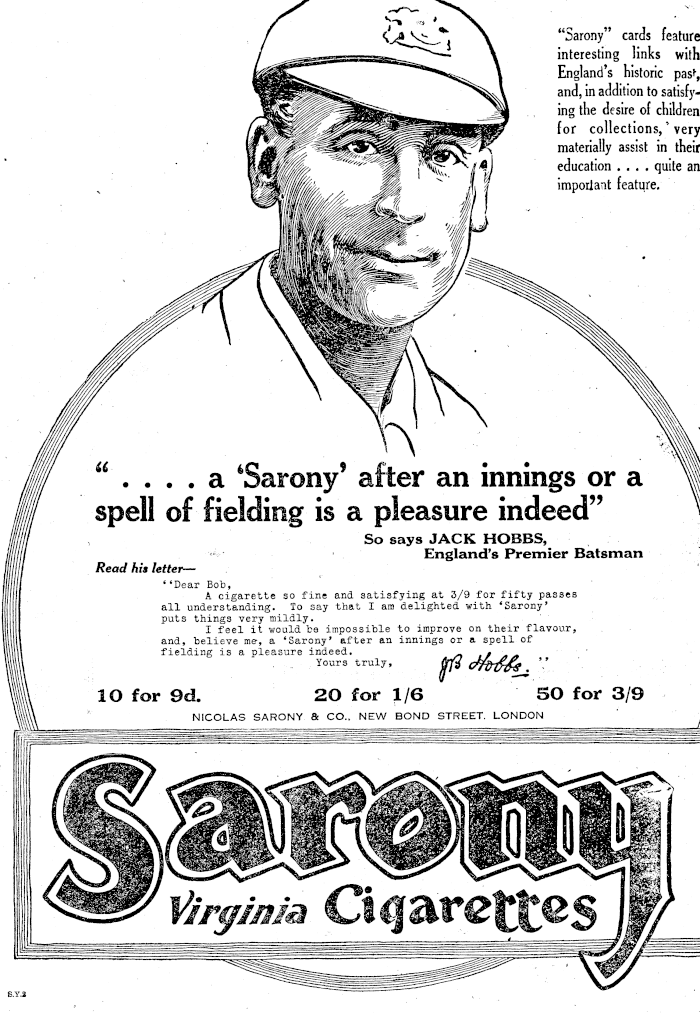 “Sarony” cards feature
interesting links with
England's historic past,
and, in addition to satisfy-
ing the desire of children
for collections, very
materially assist in their
education . . . . quite an
important feature.
“ . . . . a ‘Sarony’ after an innings or a
spell of fielding is a pleasure indeed”
So says JACK HOBBS,
England's Premier Batsman
Read his letter—
“Dear Bob,
A cigarette so fine and satisfying at 3/9 for fifty passes
all understanding. To say that I am delighted with ‘Sarony’
puts things very mildly.
I feel it would be impossible to improve on their flavour,
and, believe me, a ‘Sarony’ after an innings or a spell of
fielding is a pleasure indeed.
Yours truly, JB Hobbs.”
10 for 9d. 20 for 1/6 50 for 3/9
NICOLAS SARONY & CO., NEW BOND STREET, LONDON
Sarony
Virginia Cigarettes
S.Y.2